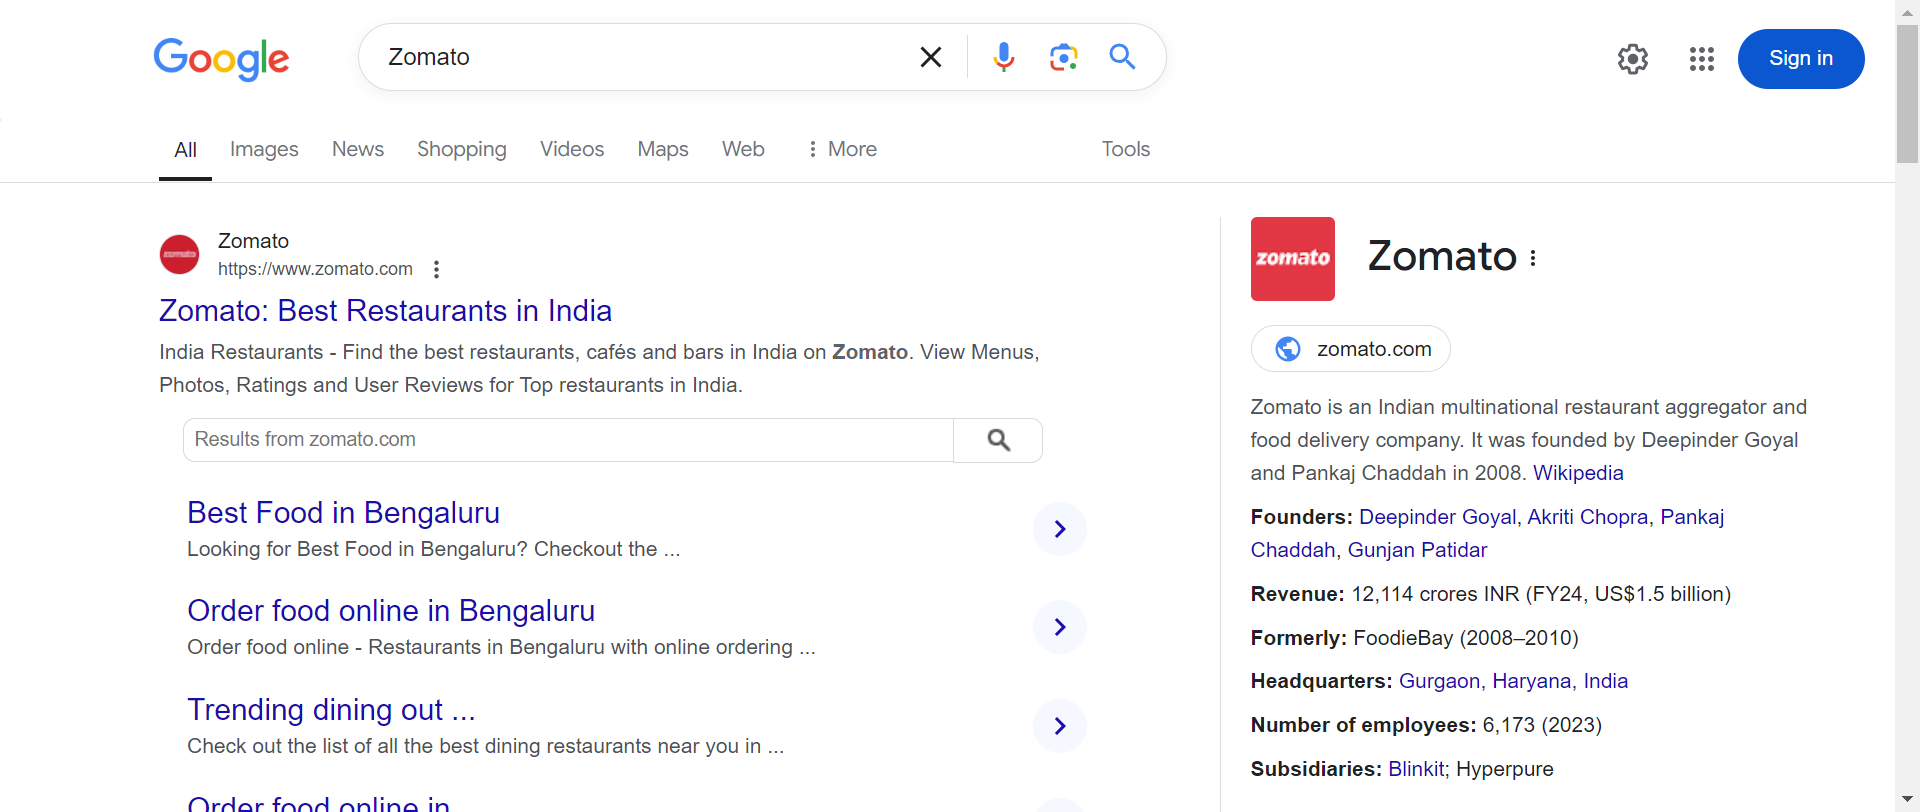 Google
Zomato
Sign in
All
Images
News
Shopping
Videos
Maps
Web
More
Tools
zomato
Zomato
https://www.zomato.com
Zomato: Best Restaurants in India
India Restaurants - Find the best restaurants, cafés and bars in India on Zomato. View Menus,
Photos, Ratings and User Reviews for Top restaurants in India.
Results from zomato.com
Best Food in Bengaluru
Looking for Best Food in Bengaluru? Checkout the ...
Order food online in Bengaluru
Order food online - Restaurants in Bengaluru with online ordering ...
Trending dining out ...
Check out the list of all the best dining restaurants near you in ...
Order food online in
zomato
Zomato
zomato.com
Zomato is an Indian multinational restaurant aggregator and
food delivery company. It was founded by Deepinder Goyal
and Pankaj Chaddah in 2008. Wikipedia
Founders: Deepinder Goyal, Akriti Chopra, Pankaj
Chaddah, Gunjan Patidar
Revenue: 12,114 crores INR (FY24, US$1.5 billion)
Formerly: FoodieBay (2008–2010)
Headquarters: Gurgaon, Haryana, India
Number of employees: 6,173 (2023)
Subsidiaries: Blinkit; Hyperpure